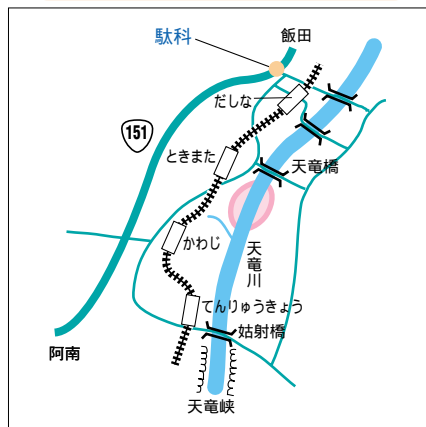 駄科
飯田
だしな
151
ときまた
天竜橋
かわじ
天竜川
てんりゅうきょう
姑射橋
阿南
天竜峡